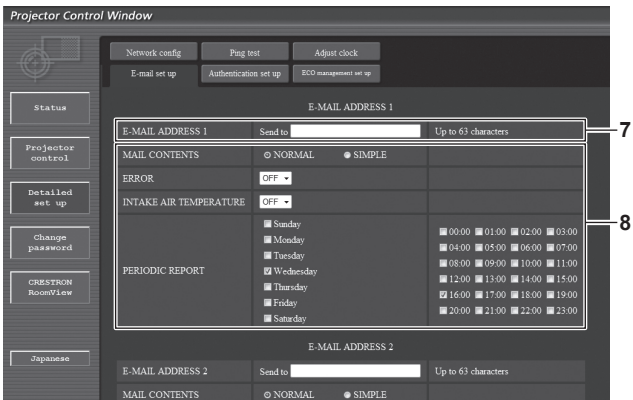 Projector Control Window
Network config Ping test Adjust clock
E-mail set up Authentication set up ECO management set up
Status
Projector
control
Detailed
set up
Change
password
CRESTRON
RoomView
Japanese
E-MAIL ADDRESS 1
E-MAIL ADDRESS 1 Send to Up to 63 characters
MAIL CONTENTS NORMAL SIMPLE
ERROR OFF
INTAKE AIR TEMPERATURE OFF
PERIODIC REPORT
Sunday
Monday
Tuesday
Wednesday
Thursday
Friday
Saturday
00:00 01:00 02:00 03:00
04:00 05:00 06:00 07:00
08:00 09:00 10:00 11:00
12:00 13:00 14:00 15:00
16:00 17:00 18:00 19:00
20:00 21:00 22:00 23:00
E-MAIL ADDRESS 2
E-MAIL ADDRESS 2 Send to Up to 63 characters
MAIL CONTENTS NORMAL SIMPLE
7
8